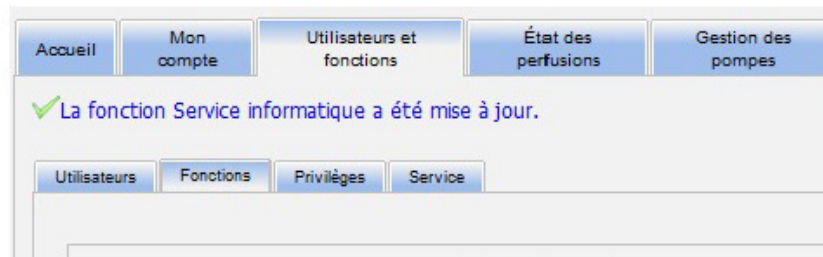 Accueil
Mon compte
Utilisateurs et fonctions
État des perfusions
Gestion des pompes
La fonction Service informatique a été mise à jour.
Utilisateurs
Fonctions
Privilèges
Service